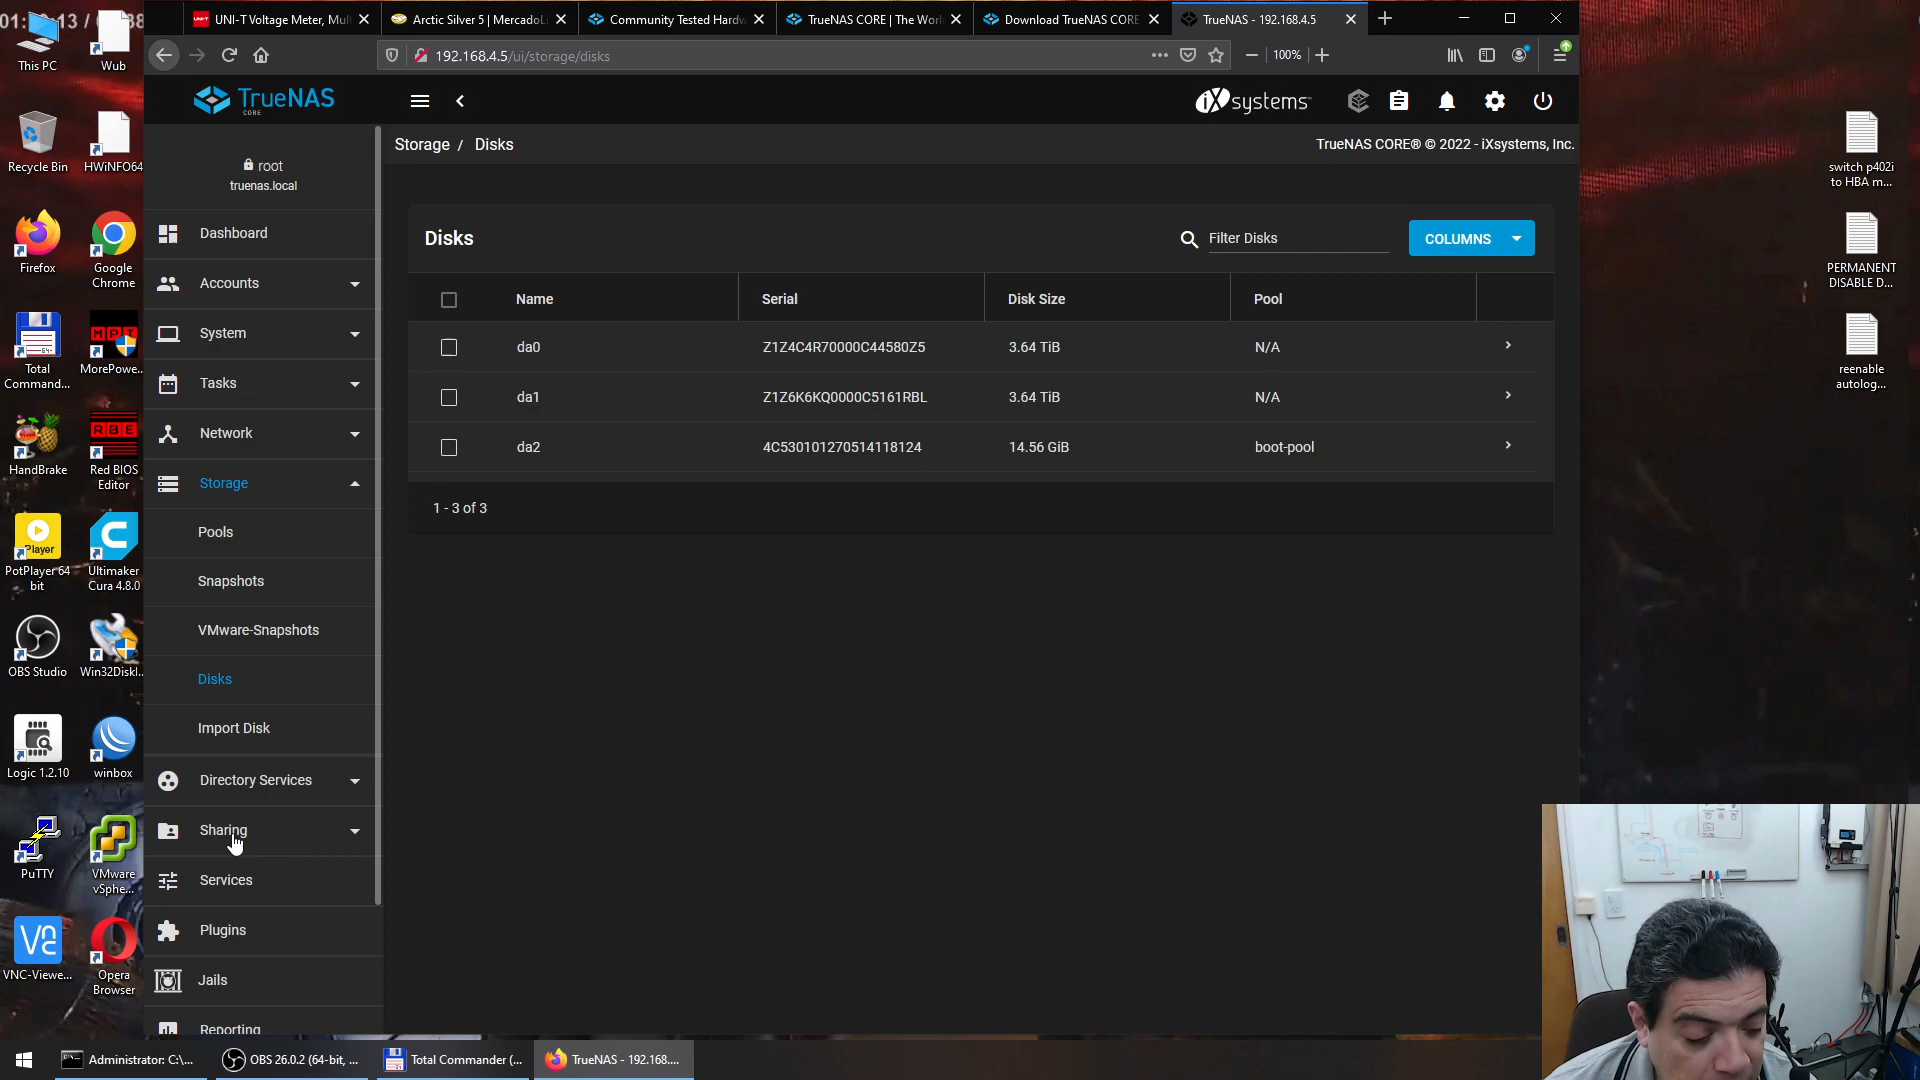 UNI-T Voltage Meter, Mul
Arctic Silver 5 | MercadoLi
Community Tested Hardw
TrueNAS CORE | The Worl
Download TrueNAS CORE
TrueNAS - 192.168.4.5
192.168.4.5/ui/storage/disks
100%
TrueNAS
CORE
iXsystems
Storage / Disks
TrueNAS CORE® © 2022 - iXsystems, Inc.
root
truenas.local
Dashboard
Accounts
System
Tasks
Network
Storage
Pools
Snapshots
VMware-Snapshots
Disks
Import Disk
Directory Services
Sharing
Services
Plugins
Jails
Reporting
Disks
Filter Disks
COLUMNS
Name Serial Disk Size Pool
da0 Z1Z4C4R70000C44580Z5 3.64 TiB N/A
da1 Z1Z6K6KQ0000C5161RBL 3.64 TiB N/A
da2 4C530101270514118124 14.56 GiB boot-pool
1 - 3 of 3
This PC
Wub
Recycle Bin
HWiNFO64
Firefox
Google
Chrome
Total
Command...
MorePowe...
HandBrake
Red BIOS
Editor
PotPlayer 64
bit
Ultimaker
Cura 4.8.0
OBS Studio
Win32DiskI...
Logic 1.2.10
winbox
PuTTY
VMware
vSphe...
VNC-Viewe...
Opera
Browser
switch p402i
to HBA m...
PERMANENT
DISABLE D...
reenable
autolog...
Administrator: C:\...
OBS 26.0.2 (64-bit, ...
Total Commander (...
TrueNAS - 192.168....